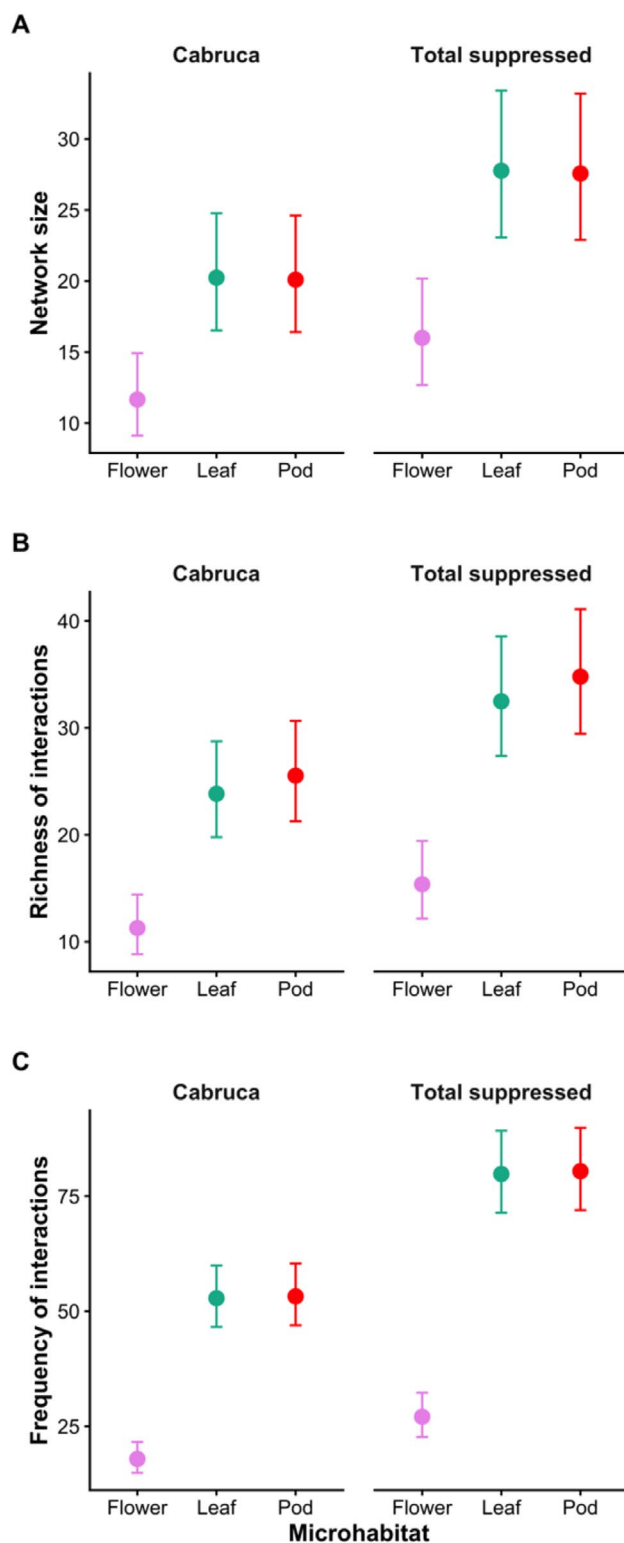 A
Cabruca Total suppressed
Network size
30
25
20
15
10
Flower Leaf Pod Flower Leaf Pod
B
Cabruca Total suppressed
Richness of interactions
40
30
20
10
Flower Leaf Pod Flower Leaf Pod
C
Cabruca Total suppressed
Frequency of interactions
75
50
25
Flower Leaf Pod Flower Leaf Pod
Microhabitat